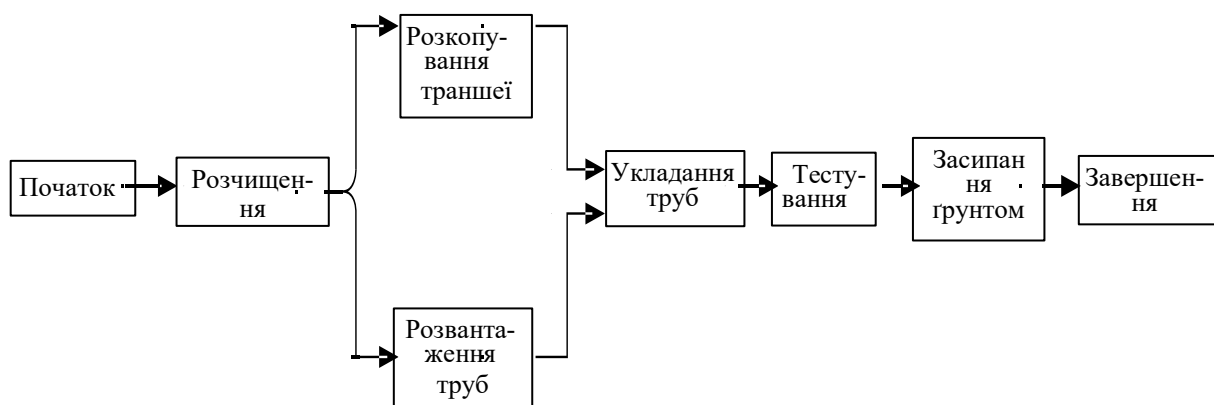 Початок
Розчищен-
ня
Розкопу-
вання
траншеї
Розванта-
ження
труб
Укладання
труб
Тесту-
вання
Засипан
ня
ґрунтом
Завершен-
ня